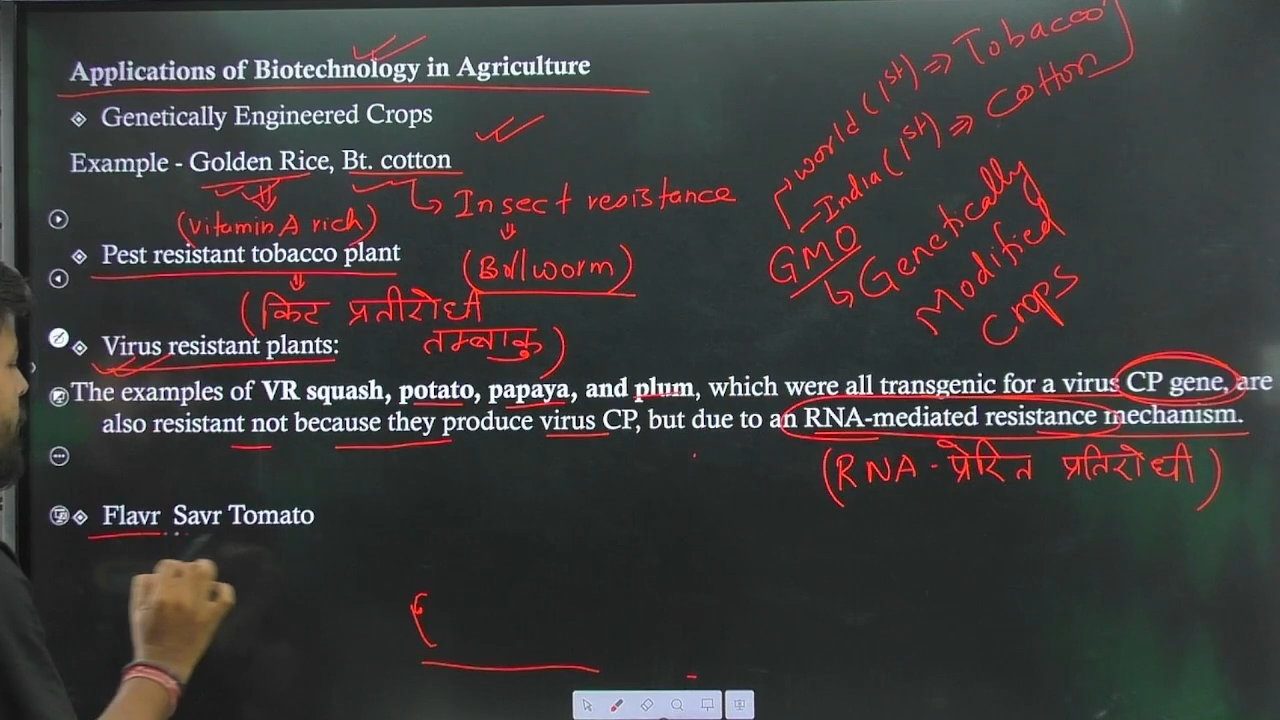 Applications of Biotechnology in Agriculture
❖ Genetically Engineered Crops
Example - Golden Rice, Bt. cotton
(Vitamin A rich)
Insect resistance
(Bollworm)
❖ Pest resistant tobacco plant
(किट प्रतीरोधी
तम्बाकु)
❖ Virus resistant plants:
The examples of VR squash, potato, papaya, and plum, which were all transgenic for a virus CP gene, are
also resistant not because they produce virus CP, but due to an RNA-mediated resistance mechanism.
(RNA - प्रेरित प्रतिरोधी)
❖ Flavr Savr Tomato
world (1st) => Tobacco
India (1st) => Cotton
GMO
Genetically
Modified
Crops